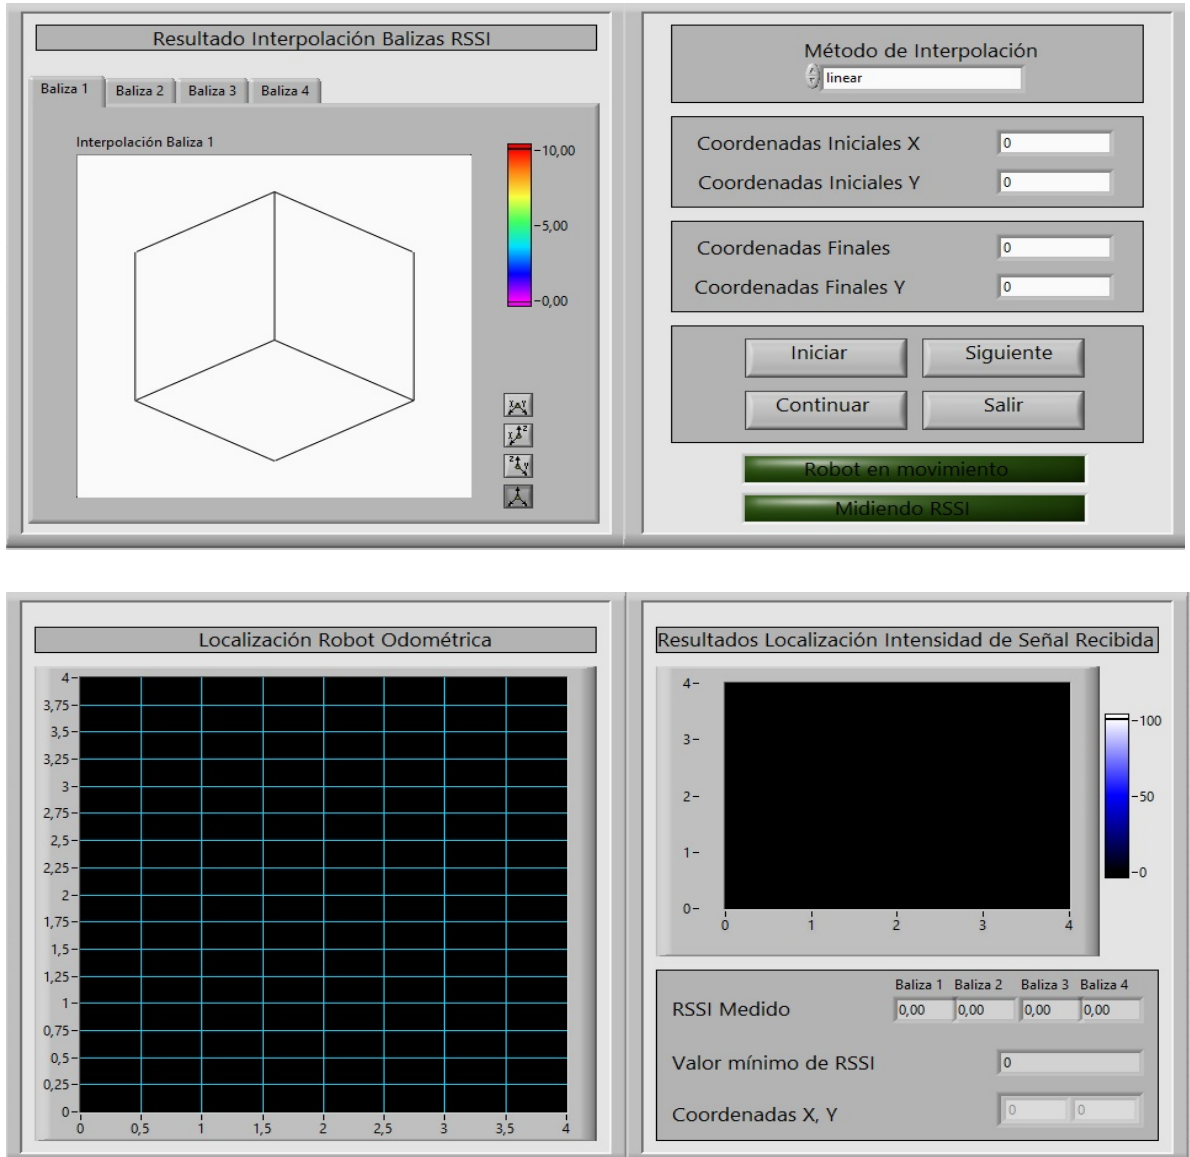 Resultado Interpolación Balizas RSSI
Baliza 1 Baliza 2 Baliza 3 Baliza 4
Interpolación Baliza 1
10,00
5,00
0,00
X Y
X Z
Z Y
Método de Interpolación
linear
Coordenadas Iniciales X 0
Coordenadas Iniciales Y 0
Coordenadas Finales 0
Coordenadas Finales Y 0
Iniciar Siguiente
Continuar Salir
Robot en movimiento
Midiendo RSSI
Localización Robot Odométrica
4
3,75
3,5
3,25
3
2,75
2,5
2,25
2
1,75
1,5
1,25
1
0,75
0,5
0,25
0
0 0,5 1 1,5 2 2,5 3 3,5 4
Resultados Localización Intensidad de Señal Recibida
4
3
2
1
0
0 1 2 3 4
100
50
0
Baliza 1 Baliza 2 Baliza 3 Baliza 4
RSSI Medido 0,00 0,00 0,00 0,00
Valor mínimo de RSSI 0
Coordenadas X, Y 0 0